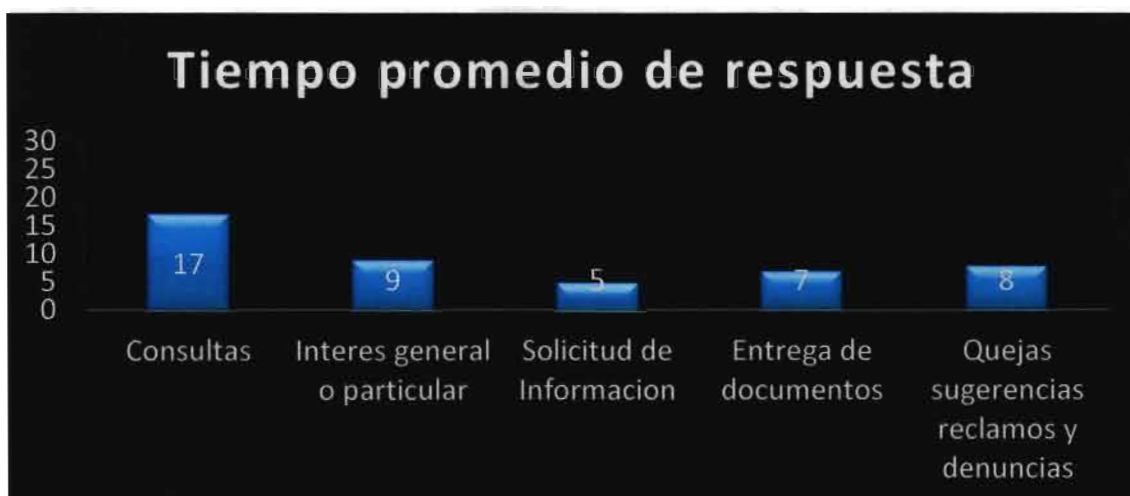 Tiempo promedio de respuesta
30
25
20
15
10
5
0
17
9
5
7
8
Consultas
Interes general
o particular
Solicitud de
Informacion
Entrega de
documentos
Quejas
sugerencias
reclamos y
denuncias